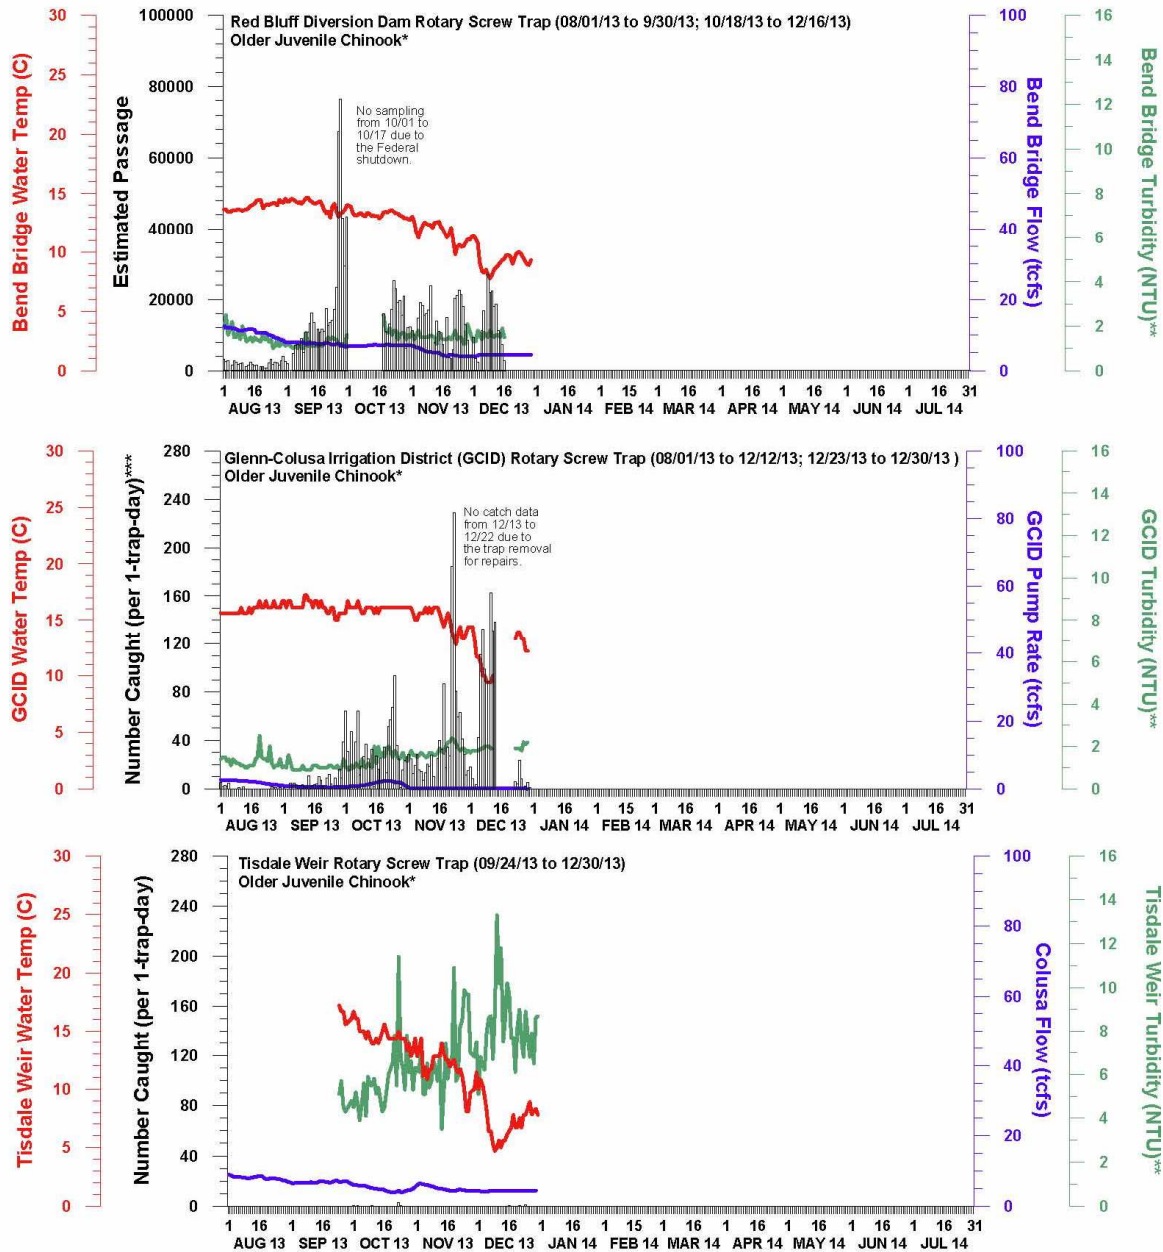 Red Bluff Diversion Dam Rotary Screw Trap (08/01/13 to 9/30/13; 10/18/13 to 12/16/13)
Older Juvenile Chinook*
No sampling
from 10/01 to
10/17 due to
the Federal
shutdown.
Bend Bridge Water Temp (C)
30
25
20
15
10
5
0
Estimated Passage
100000
80000
60000
40000
20000
0
Bend Bridge Flow (tcfs)
100
80
60
40
20
0
Bend Bridge Turbidity (NTU)**
16
14
12
10
8
6
4
2
0
1 16 1 16 1 16 1 16 1 16 1 16 1 15 1 16 1 16 1 16 1 16 1 16 31
AUG 13 SEP 13 OCT 13 NOV 13 DEC 13 JAN 14 FEB 14 MAR 14 APR 14 MAY 14 JUN 14 JUL 14
Glenn-Colusa Irrigation District (GCID) Rotary Screw Trap (08/01/13 to 12/12/13; 12/23/13 to 12/30/13 )
Older Juvenile Chinook*
No catch data
from 12/13 to
12/22 due to
the trap removal
for repairs.
GCID Water Temp (C)
30
25
20
15
10
5
0
Number Caught (per 1-trap-day)***
280
240
200
160
120
80
40
0
GCID Pump Rate (tcfs)
100
80
60
40
20
0
GCID Turbidity (NTU)**
16
14
12
10
8
6
4
2
0
1 16 1 16 1 16 1 16 1 16 1 16 1 15 1 16 1 16 1 16 1 16 1 16 31
AUG 13 SEP 13 OCT 13 NOV 13 DEC 13 JAN 14 FEB 14 MAR 14 APR 14 MAY 14 JUN 14 JUL 14
Tisdale Weir Rotary Screw Trap (09/24/13 to 12/30/13)
Older Juvenile Chinook*
Tisdale Weir Water Temp (C)
30
25
20
15
10
5
0
Number Caught (per 1-trap-day)
280
240
200
160
120
80
40
0
Colusa Flow (tcfs)
100
80
60
40
20
0
Tisdale Weir Turbidity (NTU)**
16
14
12
10
8
6
4
2
0
1 16 1 16 1 16 1 16 1 16 1 16 1 15 1 16 1 16 1 16 1 16 1 16 31
AUG 13 SEP 13 OCT 13 NOV 13 DEC 13 JAN 14 FEB 14 MAR 14 APR 14 MAY 14 JUN 14 JUL 14